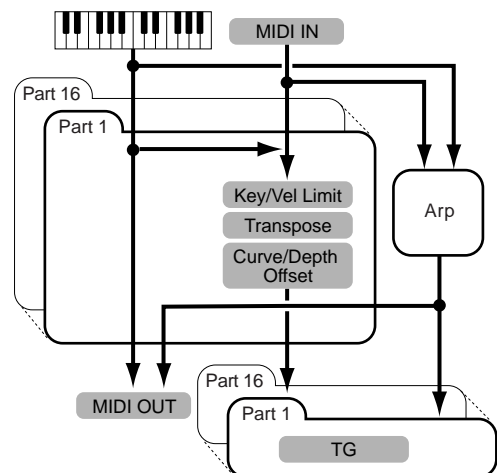 MIDI IN
Part 16
Part 1
Key/Vel Limit
Transpose
Curve/Depth
Offset
Arp
MIDI OUT
Part 16
Part 1
TG